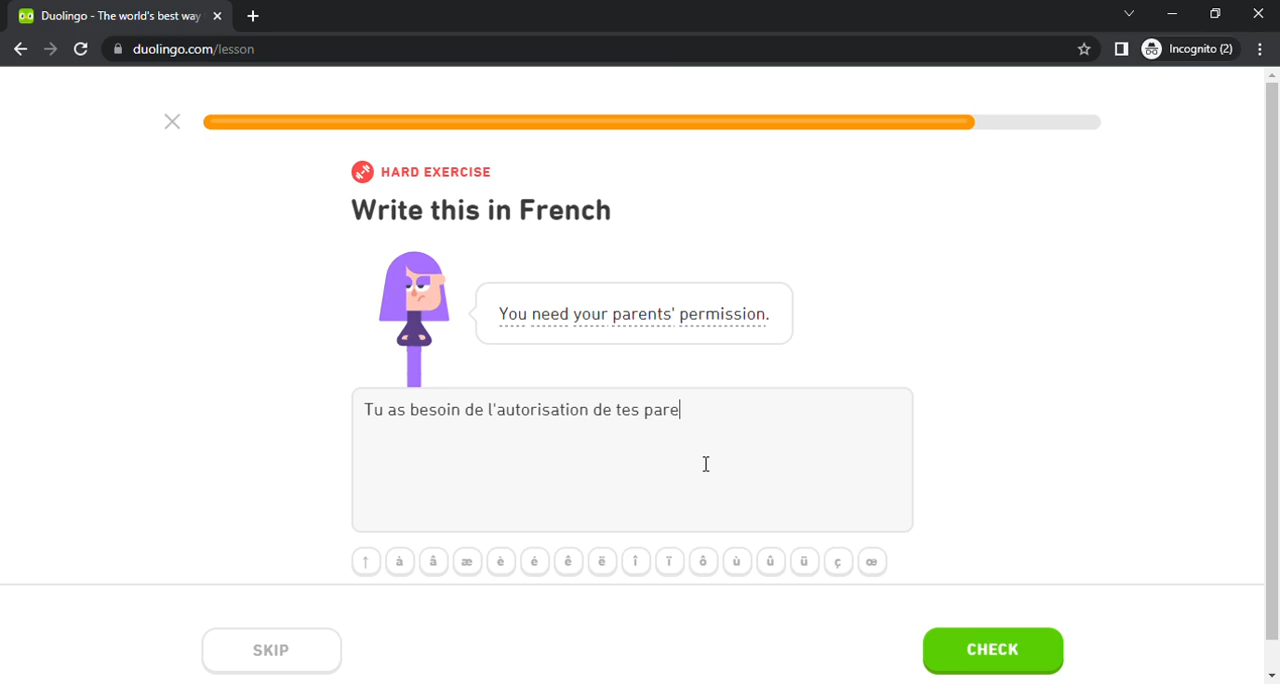 Duolingo - The world's best way
duolingo.com/lesson
Incognito (2)
HARD EXERCISE
Write this in French
You need your parents' permission.
Tu as besoin de l'autorisation de tes pare
↑ à â æ è é ê ë î ï ô ù û ü ç œ
SKIP
CHECK